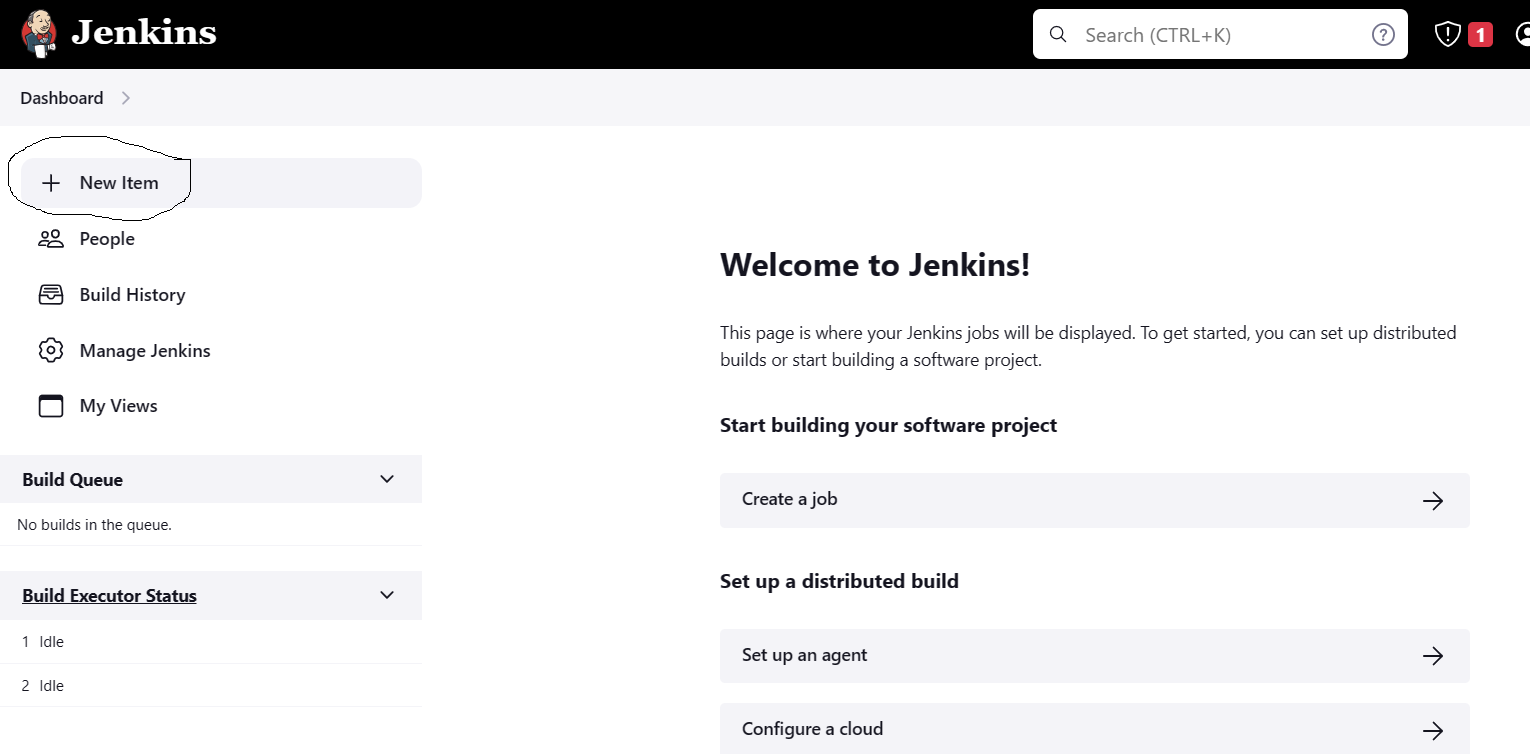 Jenkins
Search (CTRL+K)
?
1
Dashboard
New Item
People
Build History
Manage Jenkins
My Views
Build Queue
No builds in the queue.
Build Executor Status
1 Idle
2 Idle
Welcome to Jenkins!
This page is where your Jenkins jobs will be displayed. To get started, you can set up distributed
builds or start building a software project.
Start building your software project
Create a job
Set up a distributed build
Set up an agent
Configure a cloud